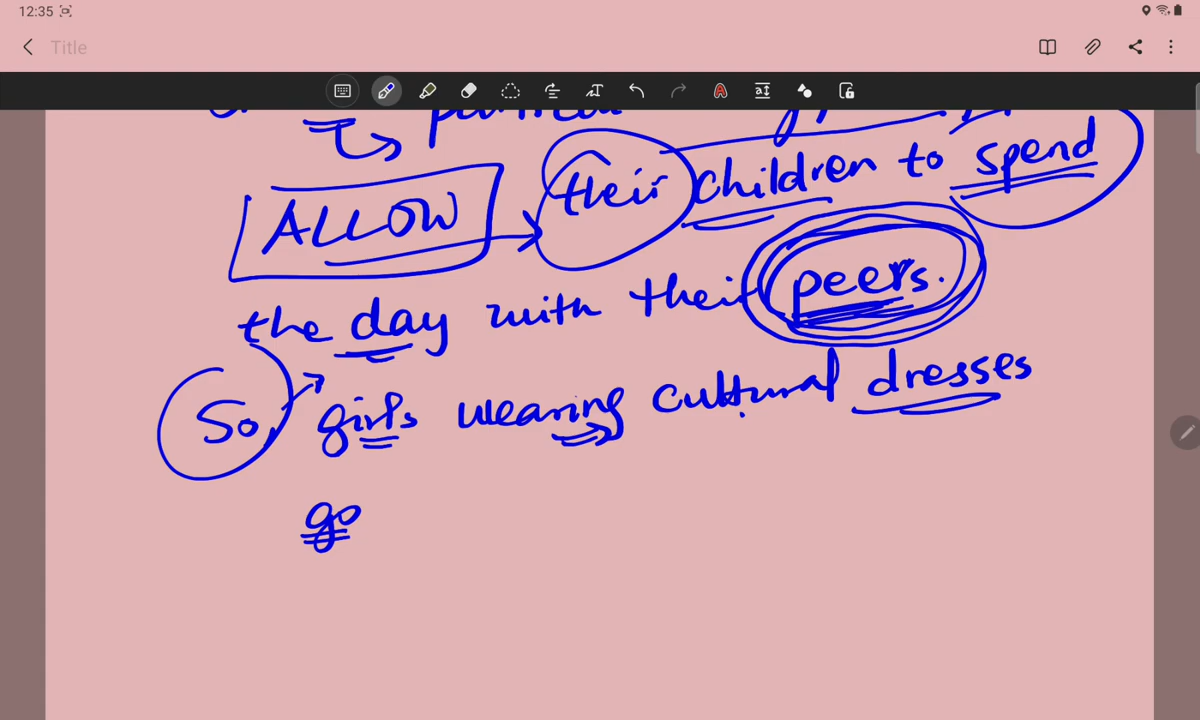 12:35
Title
ALLOW their children to spend
the day with their peers.
So, girls wearing cultural dresses
go